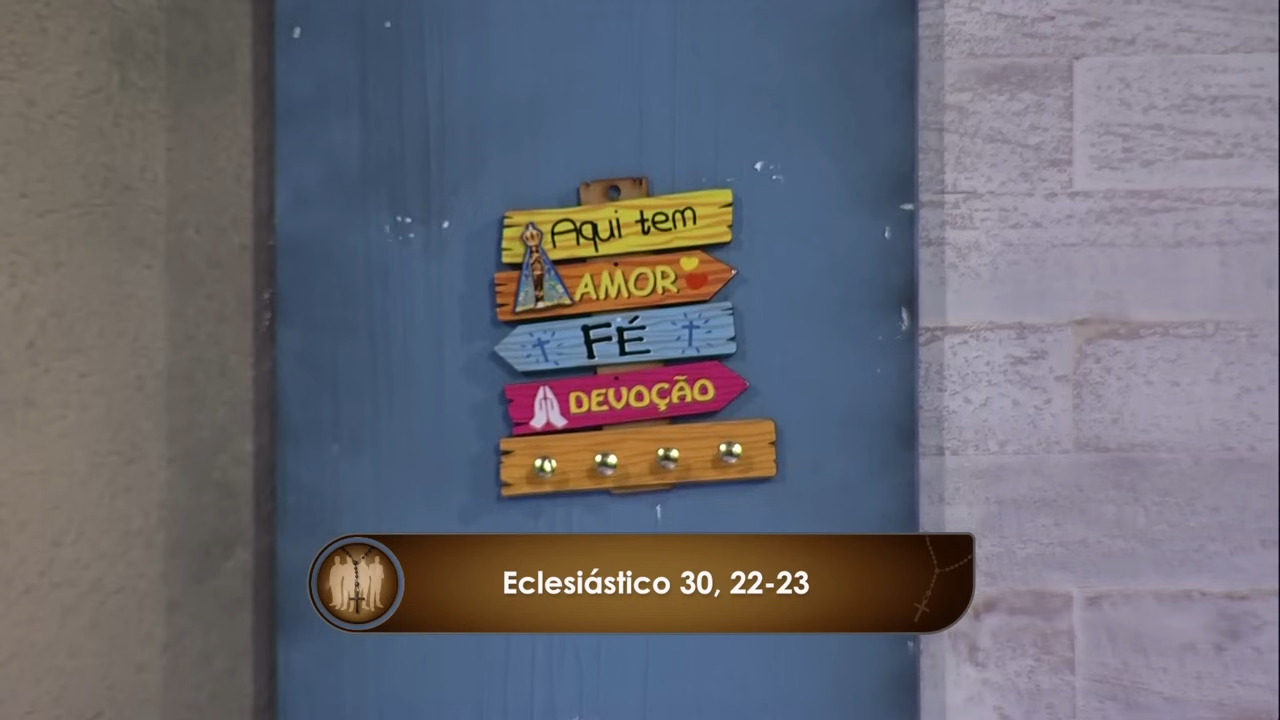 Aqui tem
AMOR
FÉ
DEVOÇÃO
Eclesiástico 30, 22-23